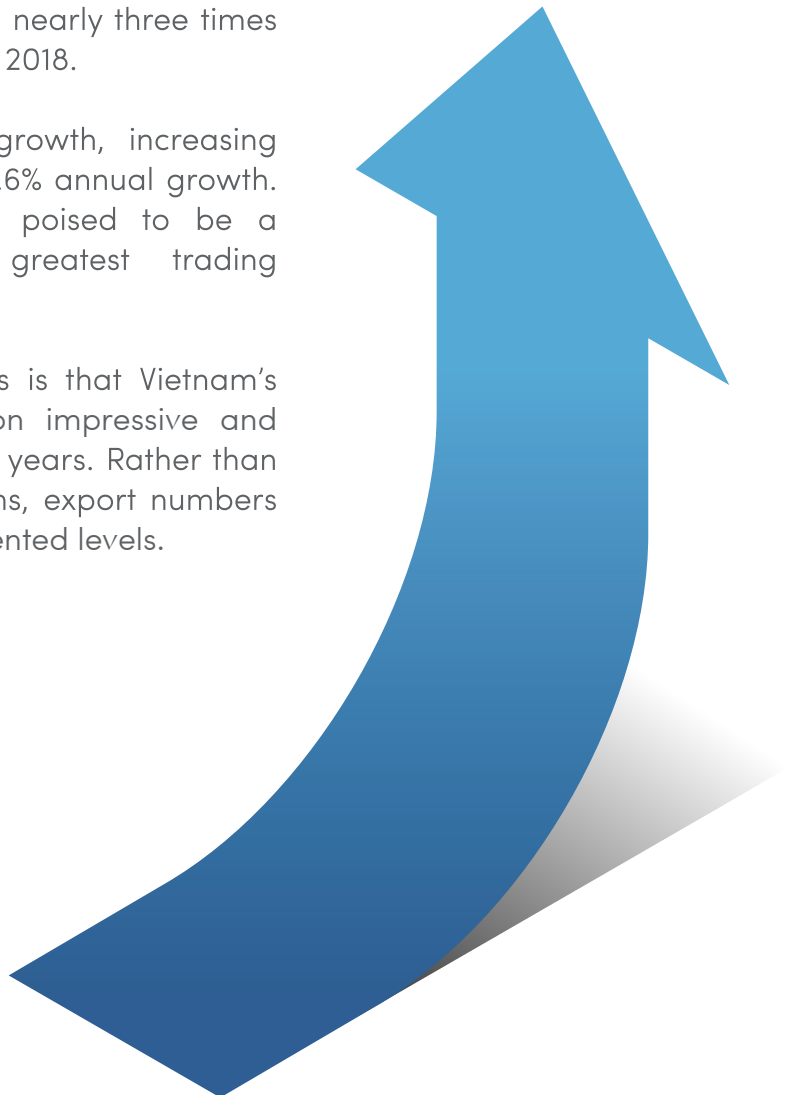 nearly three times
2018.
growth, increasing
.6% annual growth.
poised to be a
greatest trading
s is that Vietnam’s
on impressive and
years. Rather than
ns, export numbers
ented levels.